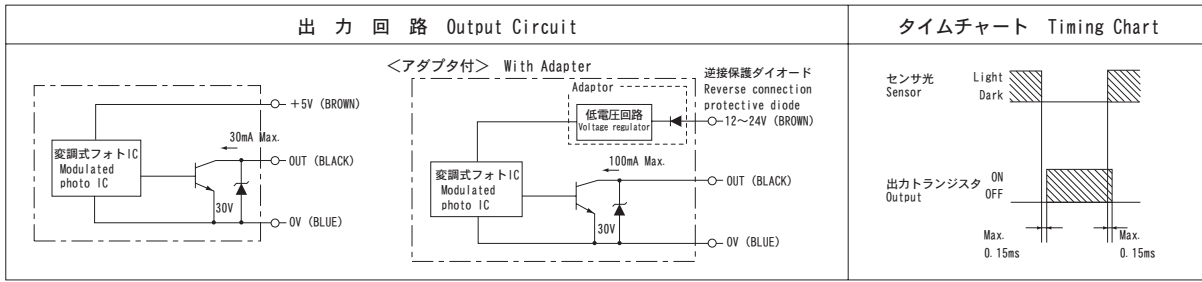 出 力 回 路 Output Circuit
タイムチャート Timing Chart
+5V (BROWN)
30mA Max.
変調式フォトIC
Modulated
photo IC
OUT (BLACK)
30V
0V (BLUE)
<アダプタ付> With Adapter
逆接保護ダイオード
Reverse connection
protective diode
Adaptor
低電圧回路
Voltage regulator
12~24V (BROWN)
100mA Max.
変調式フォトIC
Modulated
photo IC
OUT (BLACK)
30V
0V (BLUE)
センサ光
Sensor
Light
Dark
出力トランジスタ
Output
ON
OFF
Max.
0.15ms
Max.
0.15ms